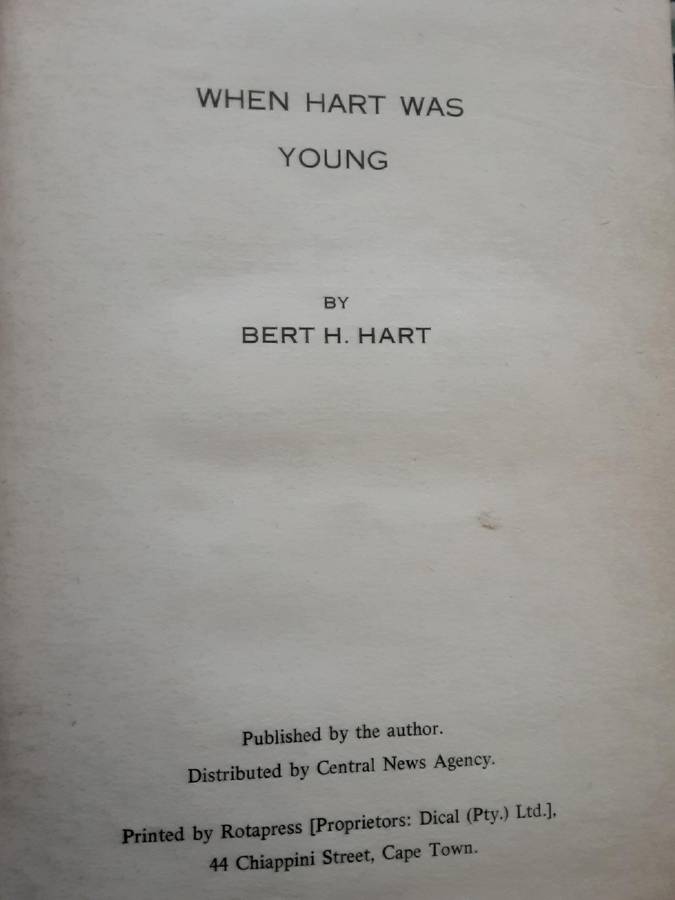 WHEN HART WAS
YOUNG
BY
BERT H. HART
Published by the author.
Distributed by Central News Agency.
Printed by Rotapress [Proprietors: Dical (Pty.) Ltd.],
44 Chiappini Street, Cape Town.